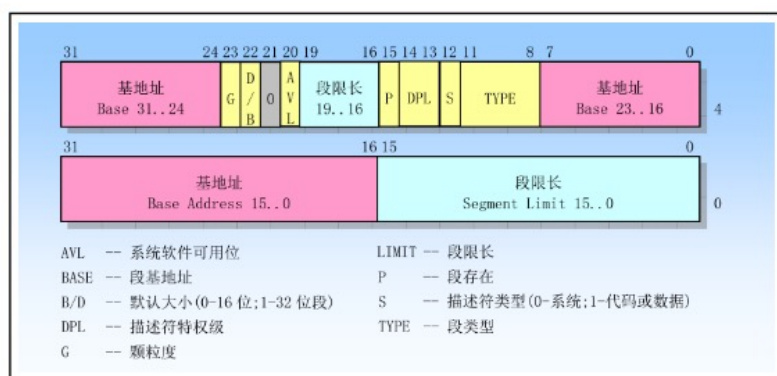 31 24 23 22 21 20 19 16 15 14 13 12 11 8 7 0
基地址 Base 31..24 G D/B 0 AVL 段限长 19..16 P DPL S TYPE 基地址 Base 23..16 4
31 16 15 0
基地址 段限长
Base Address 15..0 Segment Limit 15..0 0
AVL -- 系统软件可用位
BASE -- 段基地址
B/D -- 默认大小(0-16 位;1-32 位段)
DPL -- 描述符特权级
G -- 颗粒度
LIMIT -- 段限长
P -- 段存在
S -- 描述符类型(0-系统;1-代码或数据)
TYPE -- 段类型